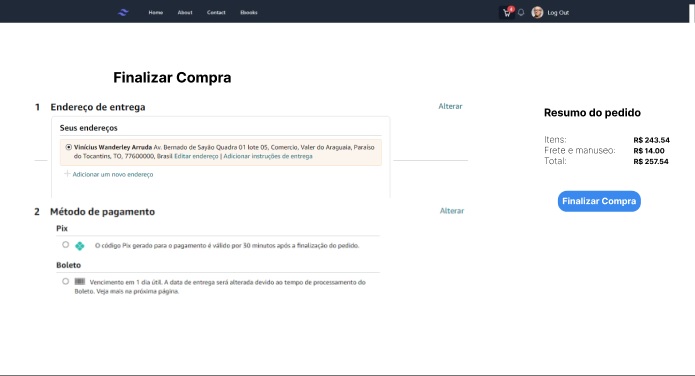 Home About Contact Ebooks
4
Log Out
Finalizar Compra
1 Endereço de entrega Alterar
Seus endereços
Vinícius Wanderley Arruda Av. Bernado de Sayão Quadra 01 lote 05, Comercio, Valer do Araguaia, Paraíso
do Tocantins, TO, 77600000, Brasil Editar endereço | Adicionar instruções de entrega
Adicionar um novo endereço
2 Método de pagamento Alterar
Pix
O código Pix gerado para o pagamento é válido por 30 minutos após a finalização do pedido.
Boleto
Vencimento em 1 dia útil. A data de entrega será alterada devido ao tempo de processamento do
Boleto. Veja mais na próxima página.
Resumo do pedido
Itens: R$ 243.54
Frete e manuseo: R$ 14.00
Total: R$ 257.54
Finalizar Compra